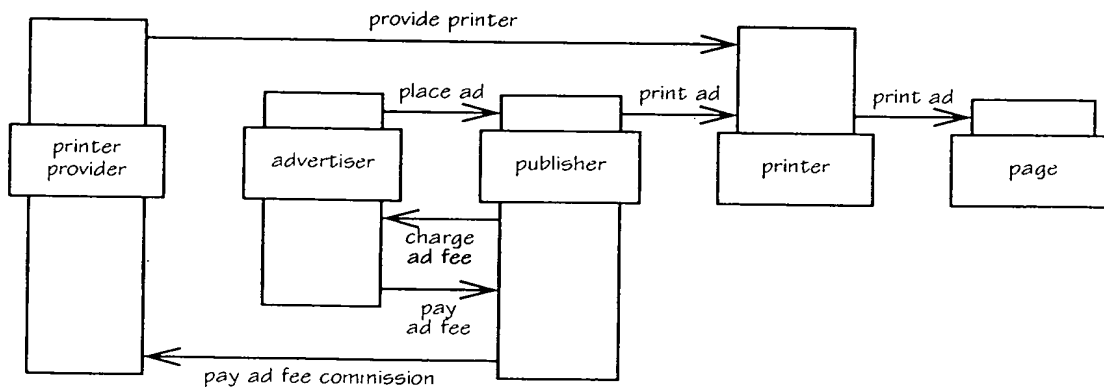 provide printer
place ad
print ad
print ad
printer
provider
advertiser
publisher
printer
page
charge
ad fee
pay
ad fee
pay ad fee commission